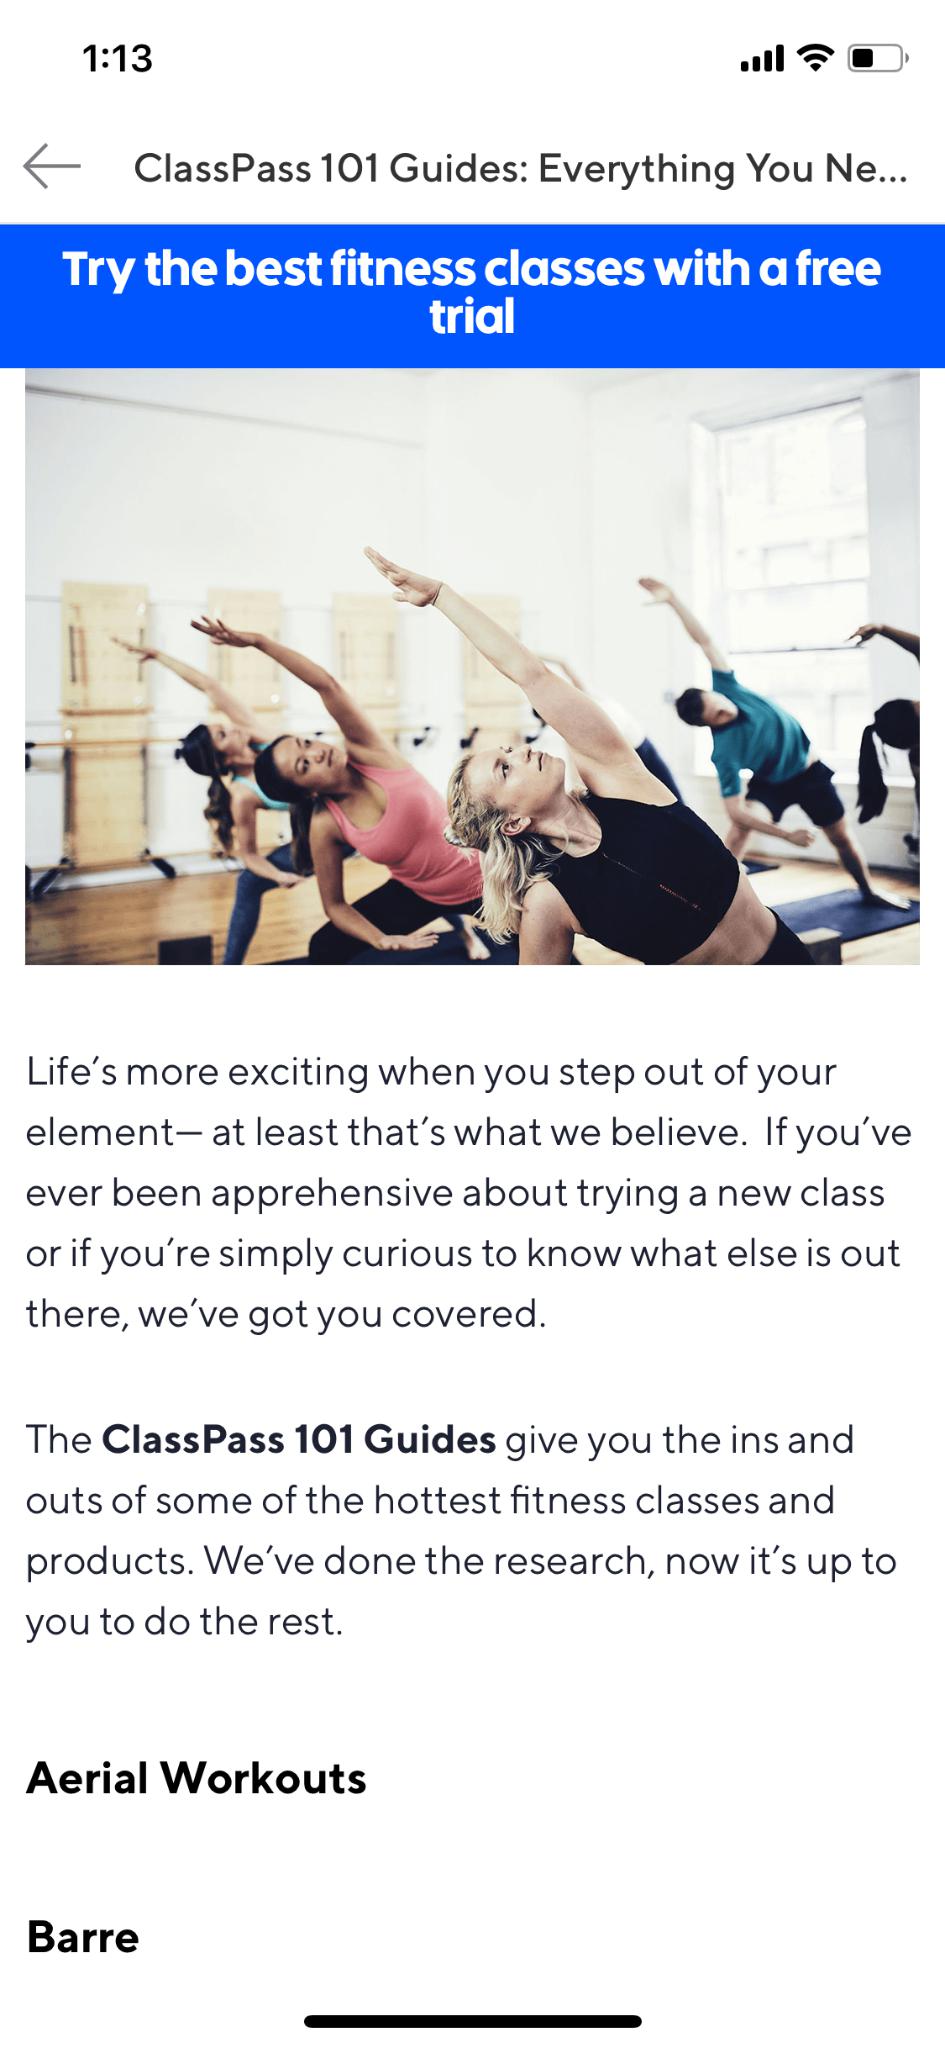 1:13
ClassPass 101 Guides: Everything You Ne...
Try the best fitness classes with a free
trial
Life’s more exciting when you step out of your
element— at least that’s what we believe.  If you’ve
ever been apprehensive about trying a new class
or if you’re simply curious to know what else is out
there, we’ve got you covered.
The ClassPass 101 Guides give you the ins and
outs of some of the hottest fitness classes and
products. We’ve done the research, now it’s up to
you to do the rest.
Aerial Workouts
Barre